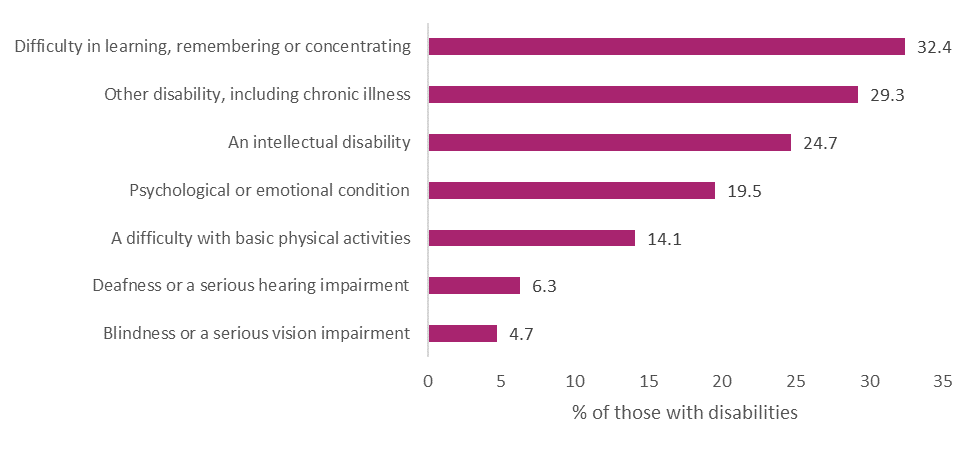 Difficulty in learning, remembering or concentrating 32.4
Other disability, including chronic illness 29.3
An intellectual disability 24.7
Psychological or emotional condition 19.5
A difficulty with basic physical activities 14.1
Deafness or a serious hearing impairment 6.3
Blindness or a serious vision impairment 4.7
0 5 10 15 20 25 30 35
% of those with disabilities